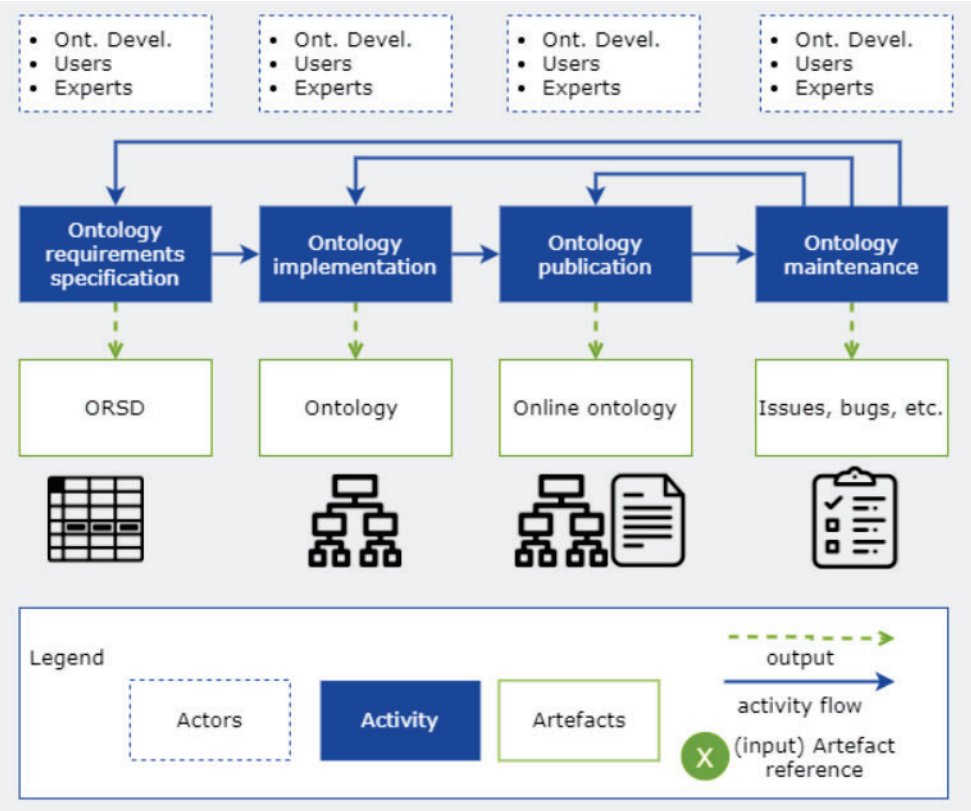 • Ont. Devel.
• Users
• Experts
• Ont. Devel.
• Users
• Experts
• Ont. Devel.
• Users
• Experts
• Ont. Devel.
• Users
• Experts
Ontology
requirements
specification
Ontology
implementation
Ontology
publication
Ontology
maintenance
ORSD
Ontology
Online ontology
Issues, bugs, etc.
Legend
Actors
Activity
Artefacts
output
activity flow
X
(input) Artefact
reference